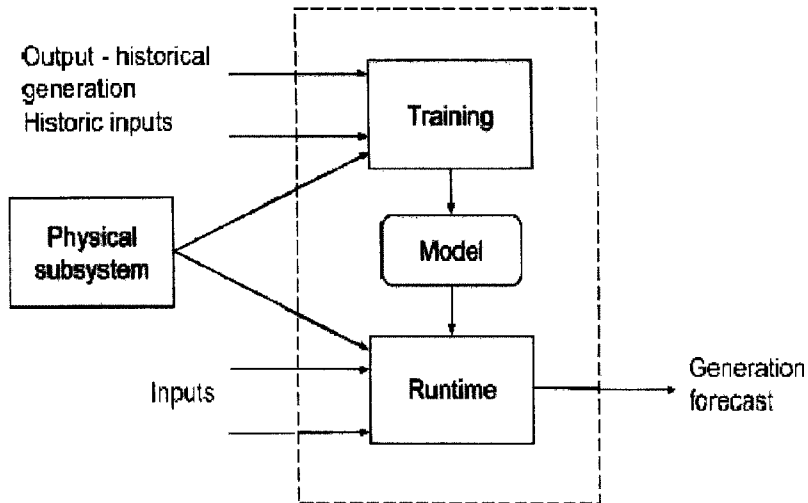 Output - historical
generation
Historic inputs
Training
Physical
subsystem
Model
Inputs
Runtime
Generation
forecast